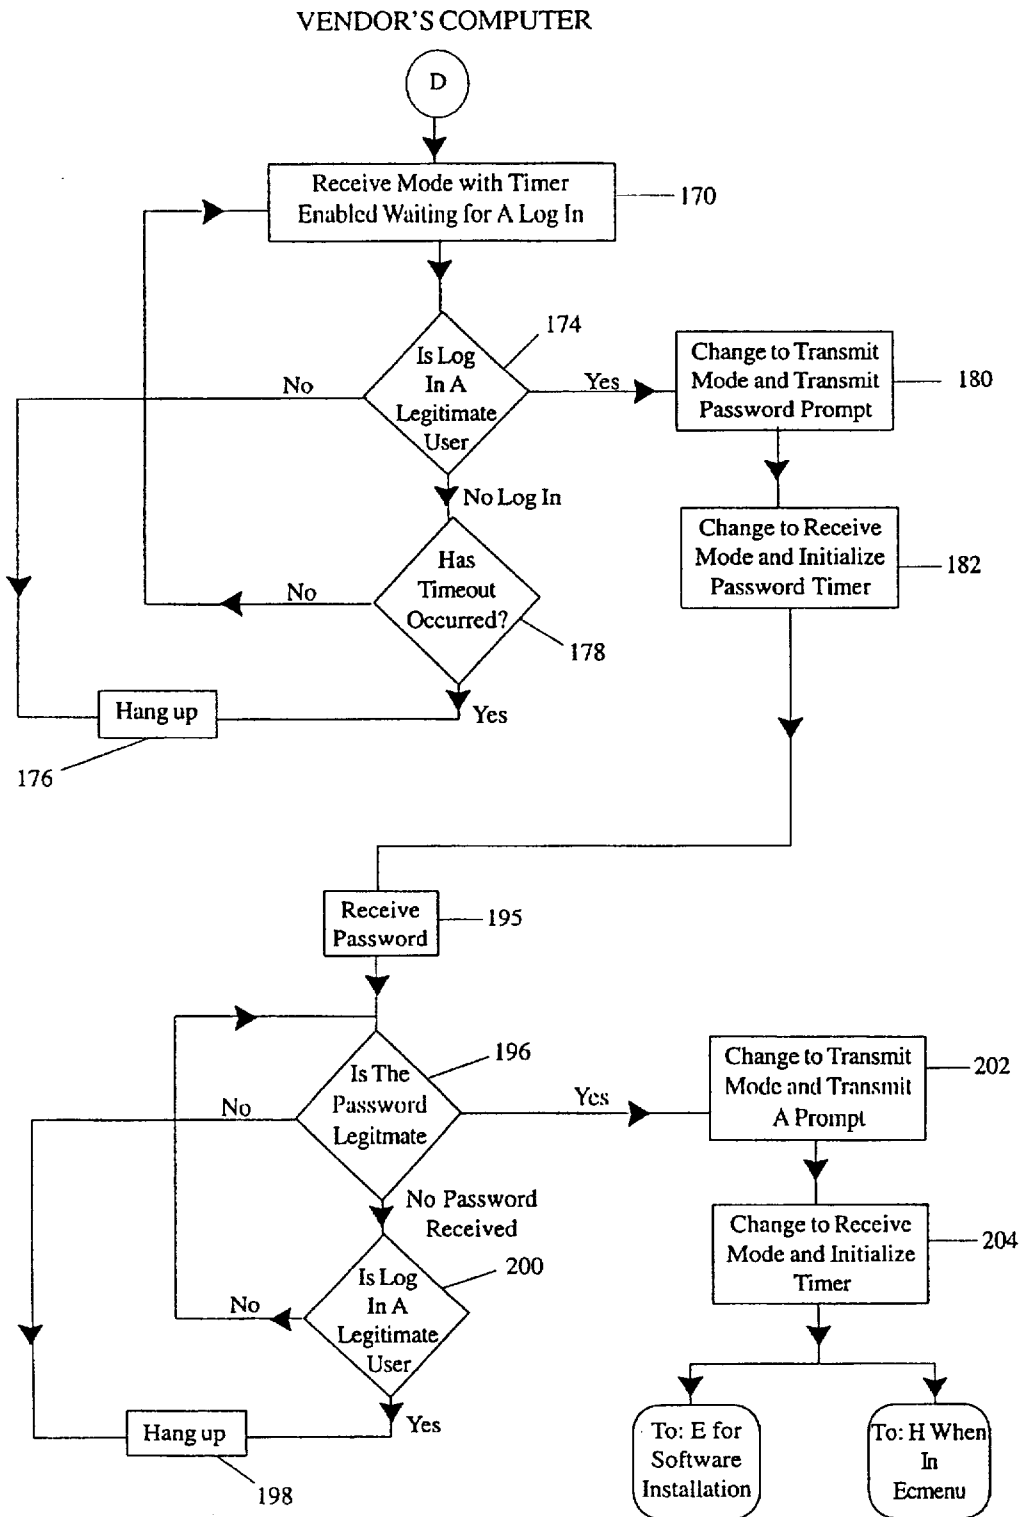 VENDOR'S COMPUTER
D
Receive Mode with Timer
Enabled Waiting for A Log In
170
174
Is Log
In A
Legitimate
User
No
Yes
Change to Transmit
Mode and Transmit
Password Prompt
180
No Log In
Change to Receive
Mode and Initialize
Password Timer
182
Has
Timeout
Occurred?
No
178
Yes
Hang up
176
Receive
Password
195
196
Is The
Password
Legitmate
No
Yes
Change to Transmit
Mode and Transmit
A Prompt
202
No Password
Received
Change to Receive
Mode and Initialize
Timer
204
200
Is Log
In A
Legitimate
User
No
Yes
Hang up
198
To: E for
Software
Installation
To: H When
In
Ecmenu